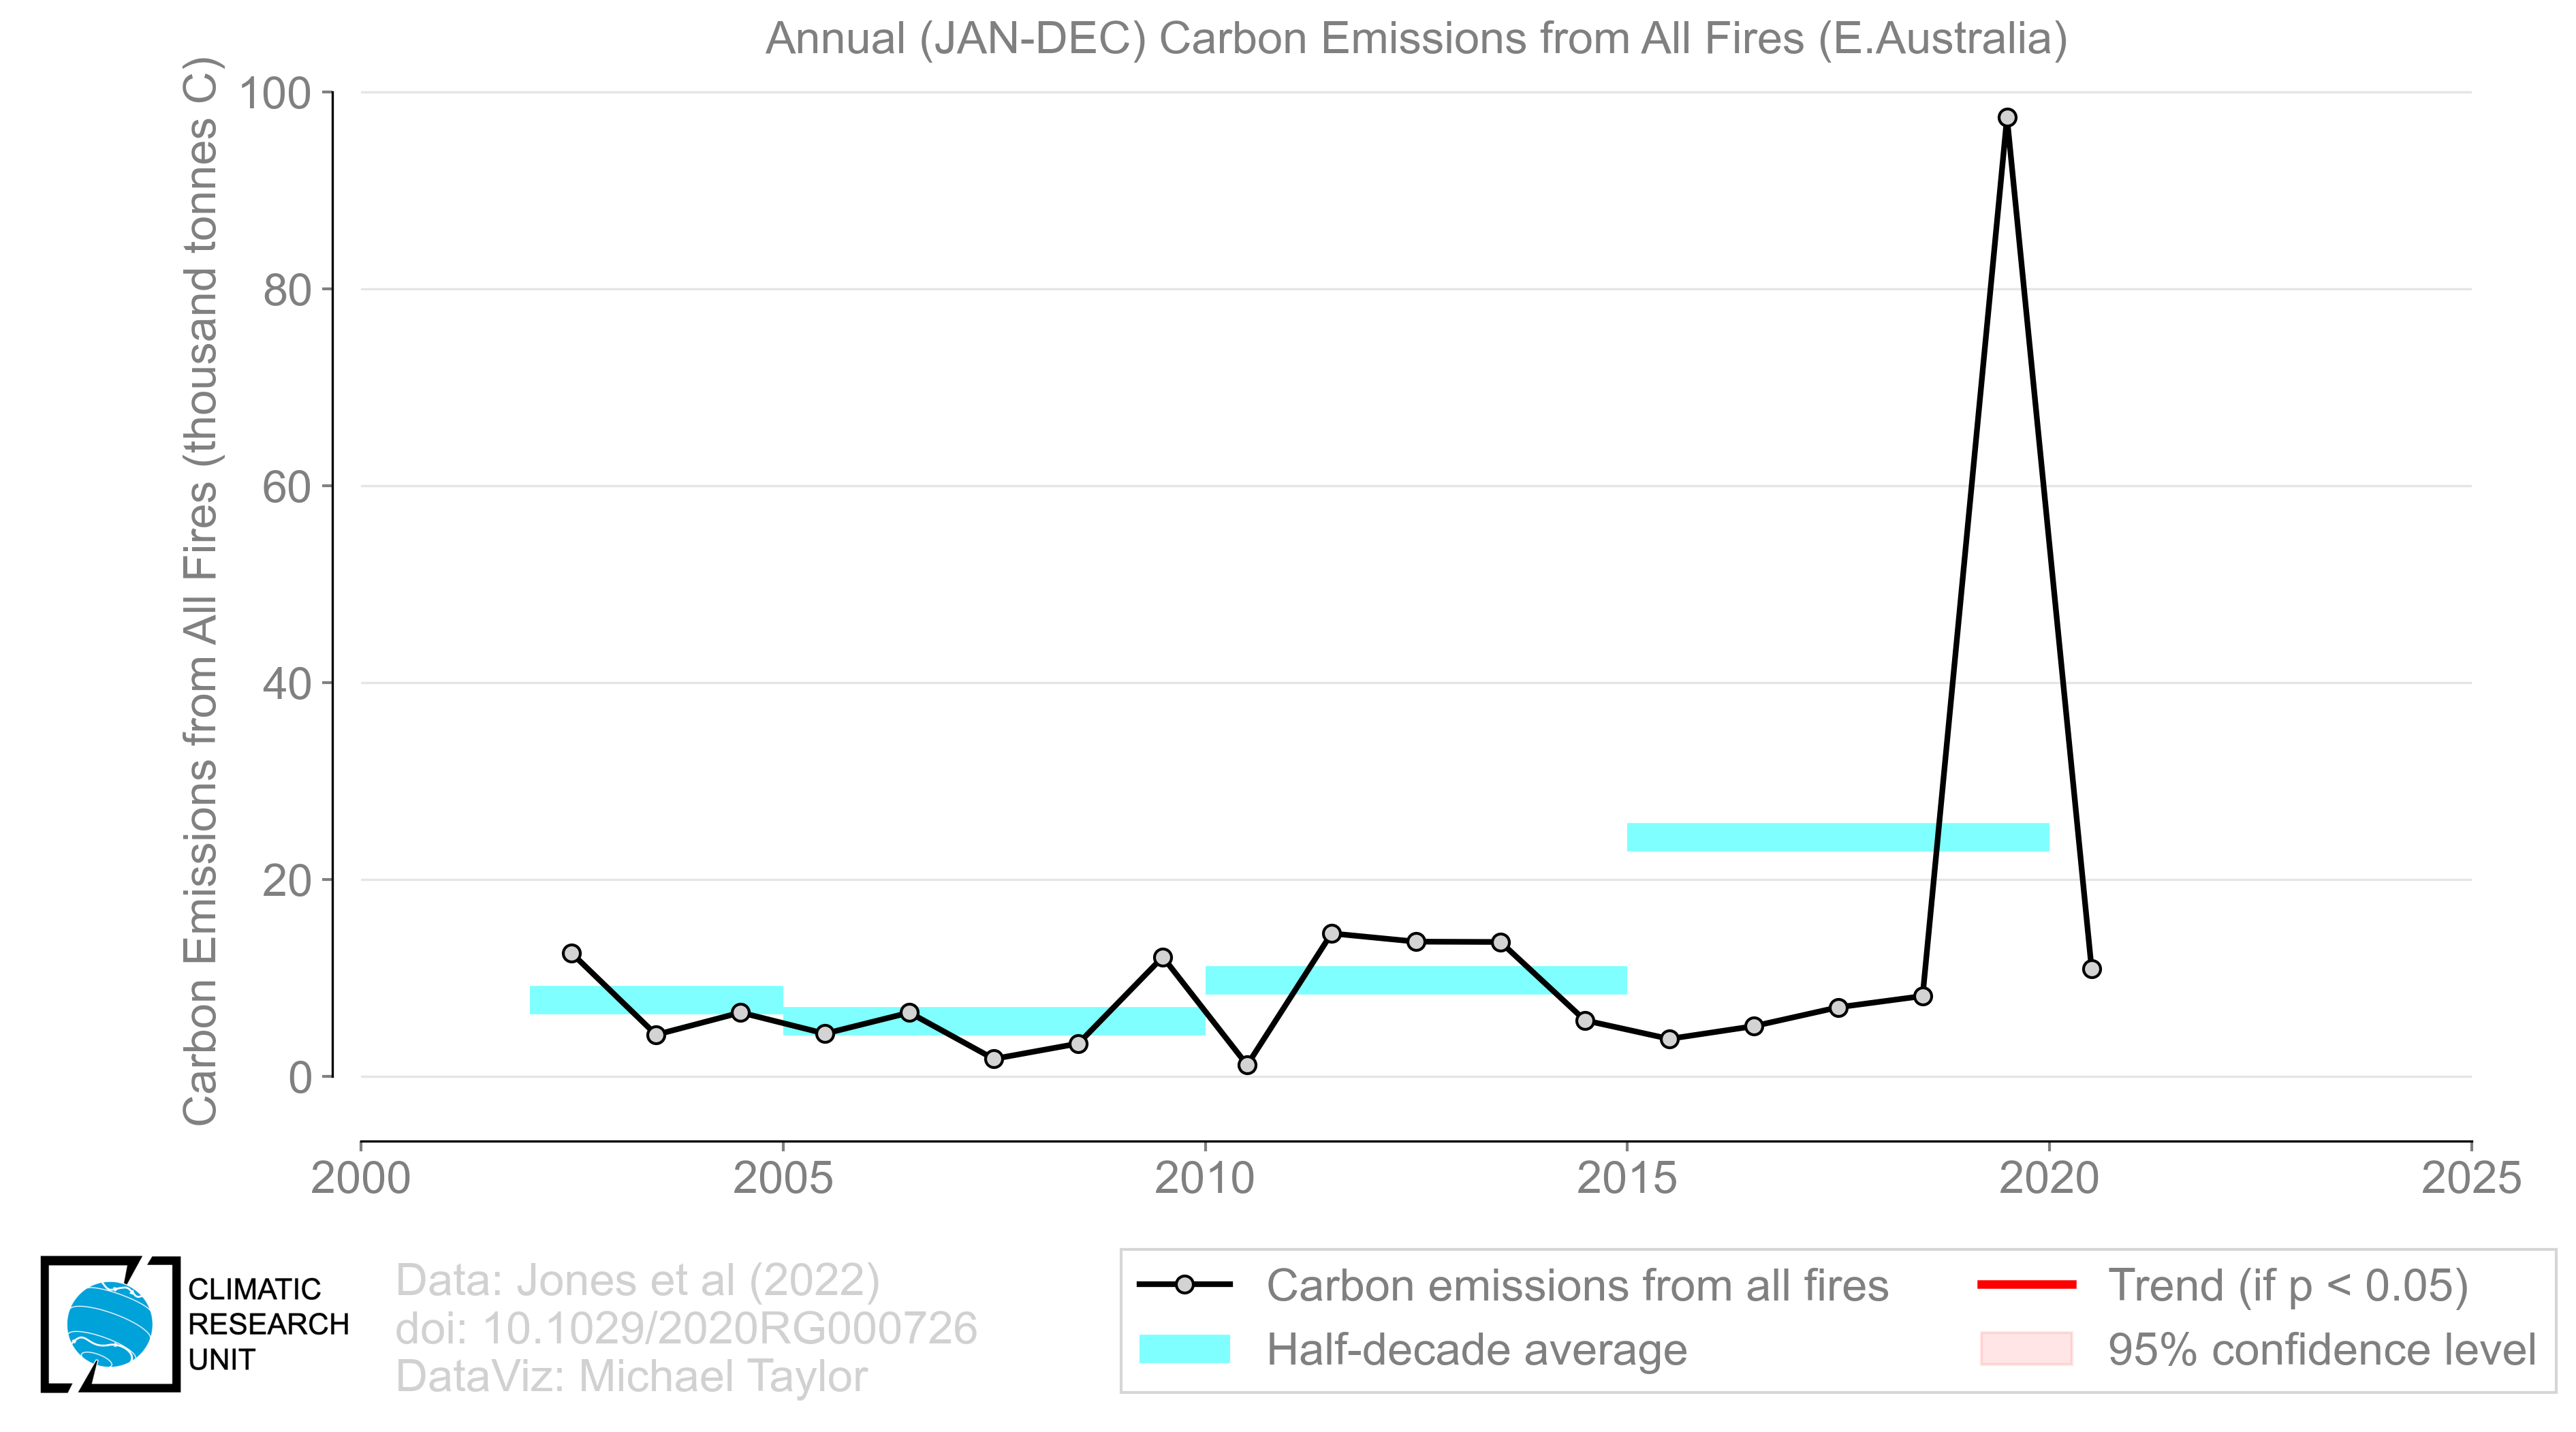 Annual (JAN-DEC) Carbon Emissions from All Fires (E.Australia)
Carbon Emissions from All Fires (thousand tonnes C)
100
80
60
40
20
0
2000 2005 2010 2015 2020 2025
CLIMATIC
RESEARCH
UNIT
Data: Jones et al (2022)
doi: 10.1029/2020RG000726
DataViz: Michael Taylor
Carbon emissions from all fires
Half-decade average
Trend (if p < 0.05)
95% confidence level